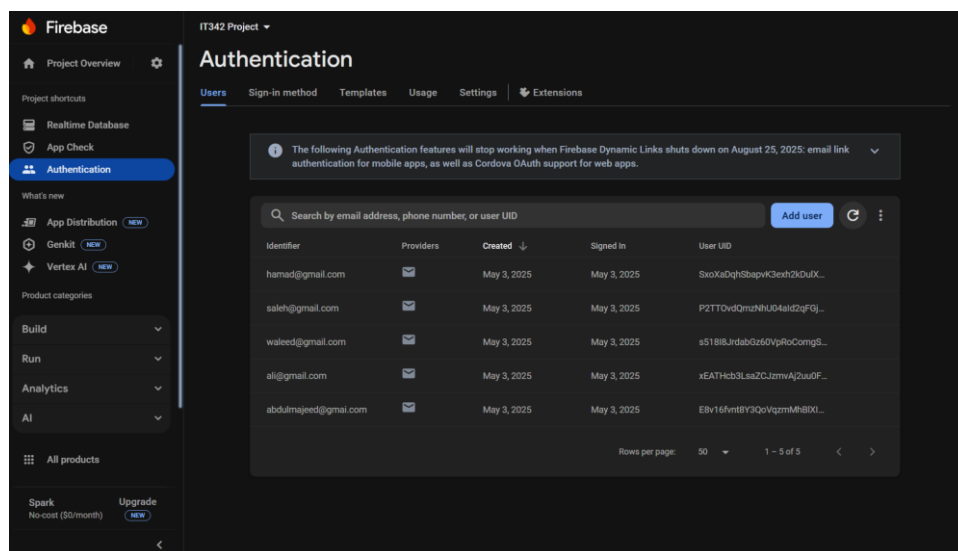 Firebase
Project Overview
Project shortcuts
Realtime Database
App Check
Authentication
What's new
App Distribution NEW
Genkit NEW
Vertex AI NEW
Product categories
Build
Run
Analytics
AI
All products
Spark
No-cost ($0/month)
Upgrade
NEW
IT342 Project
Authentication
Users Sign-in method Templates Usage Settings Extensions
The following Authentication features will stop working when Firebase Dynamic Links shuts down on August 25, 2025: email link
authentication for mobile apps, as well as Cordova OAuth support for web apps.
Search by email address, phone number, or user UID Add user
Identifier Providers Created Signed In User UID
hamad@gmail.com May 3, 2025 May 3, 2025
saleh@gmail.com May 3, 2025 May 3, 2025
waleed@gmail.com May 3, 2025 May 3, 2025
ali@gmail.com May 3, 2025 May 3, 2025
abdulmajeed@gmai.com May 3, 2025 May 3, 2025
Rows per page: 50 1 – 5 of 5